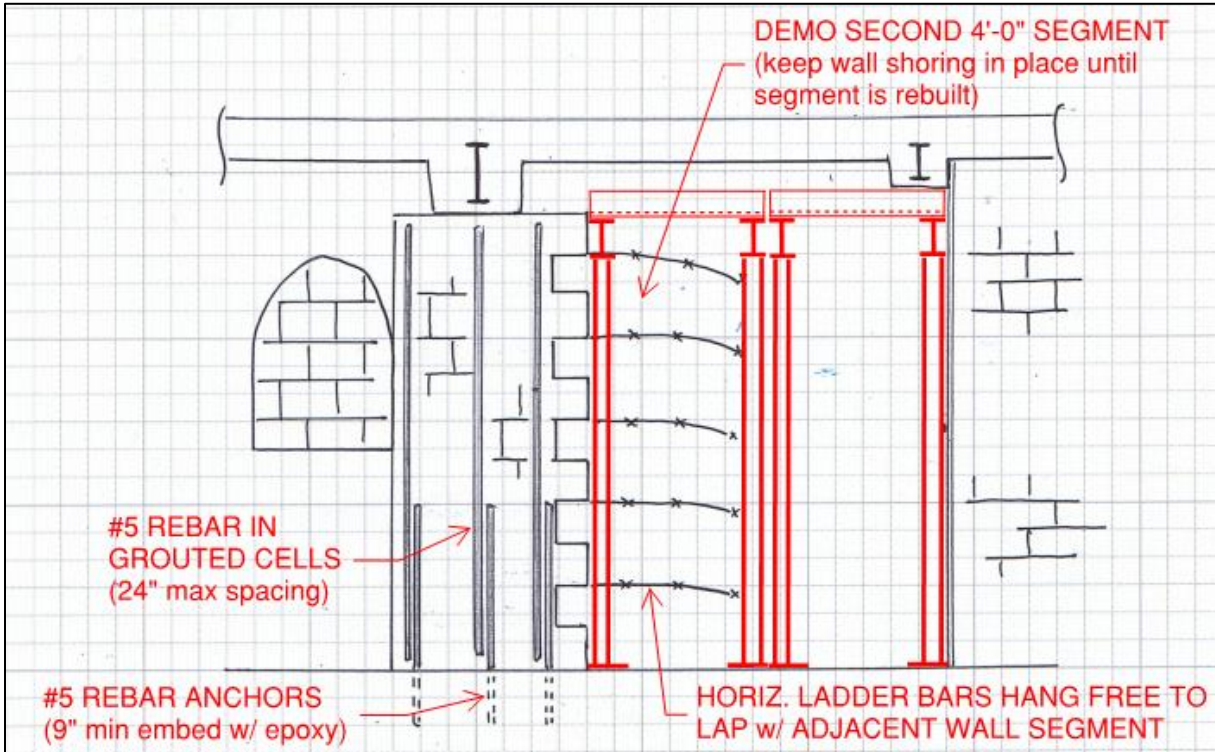 DEMO SECOND 4'-0" SEGMENT
(keep wall shoring in place until
segment is rebuilt)
#5 REBAR IN
GROUTED CELLS
(24" max spacing)
#5 REBAR ANCHORS
(9" min embed w/ epoxy)
HORIZ. LADDER BARS HANG FREE TO
LAP w/ ADJACENT WALL SEGMENT